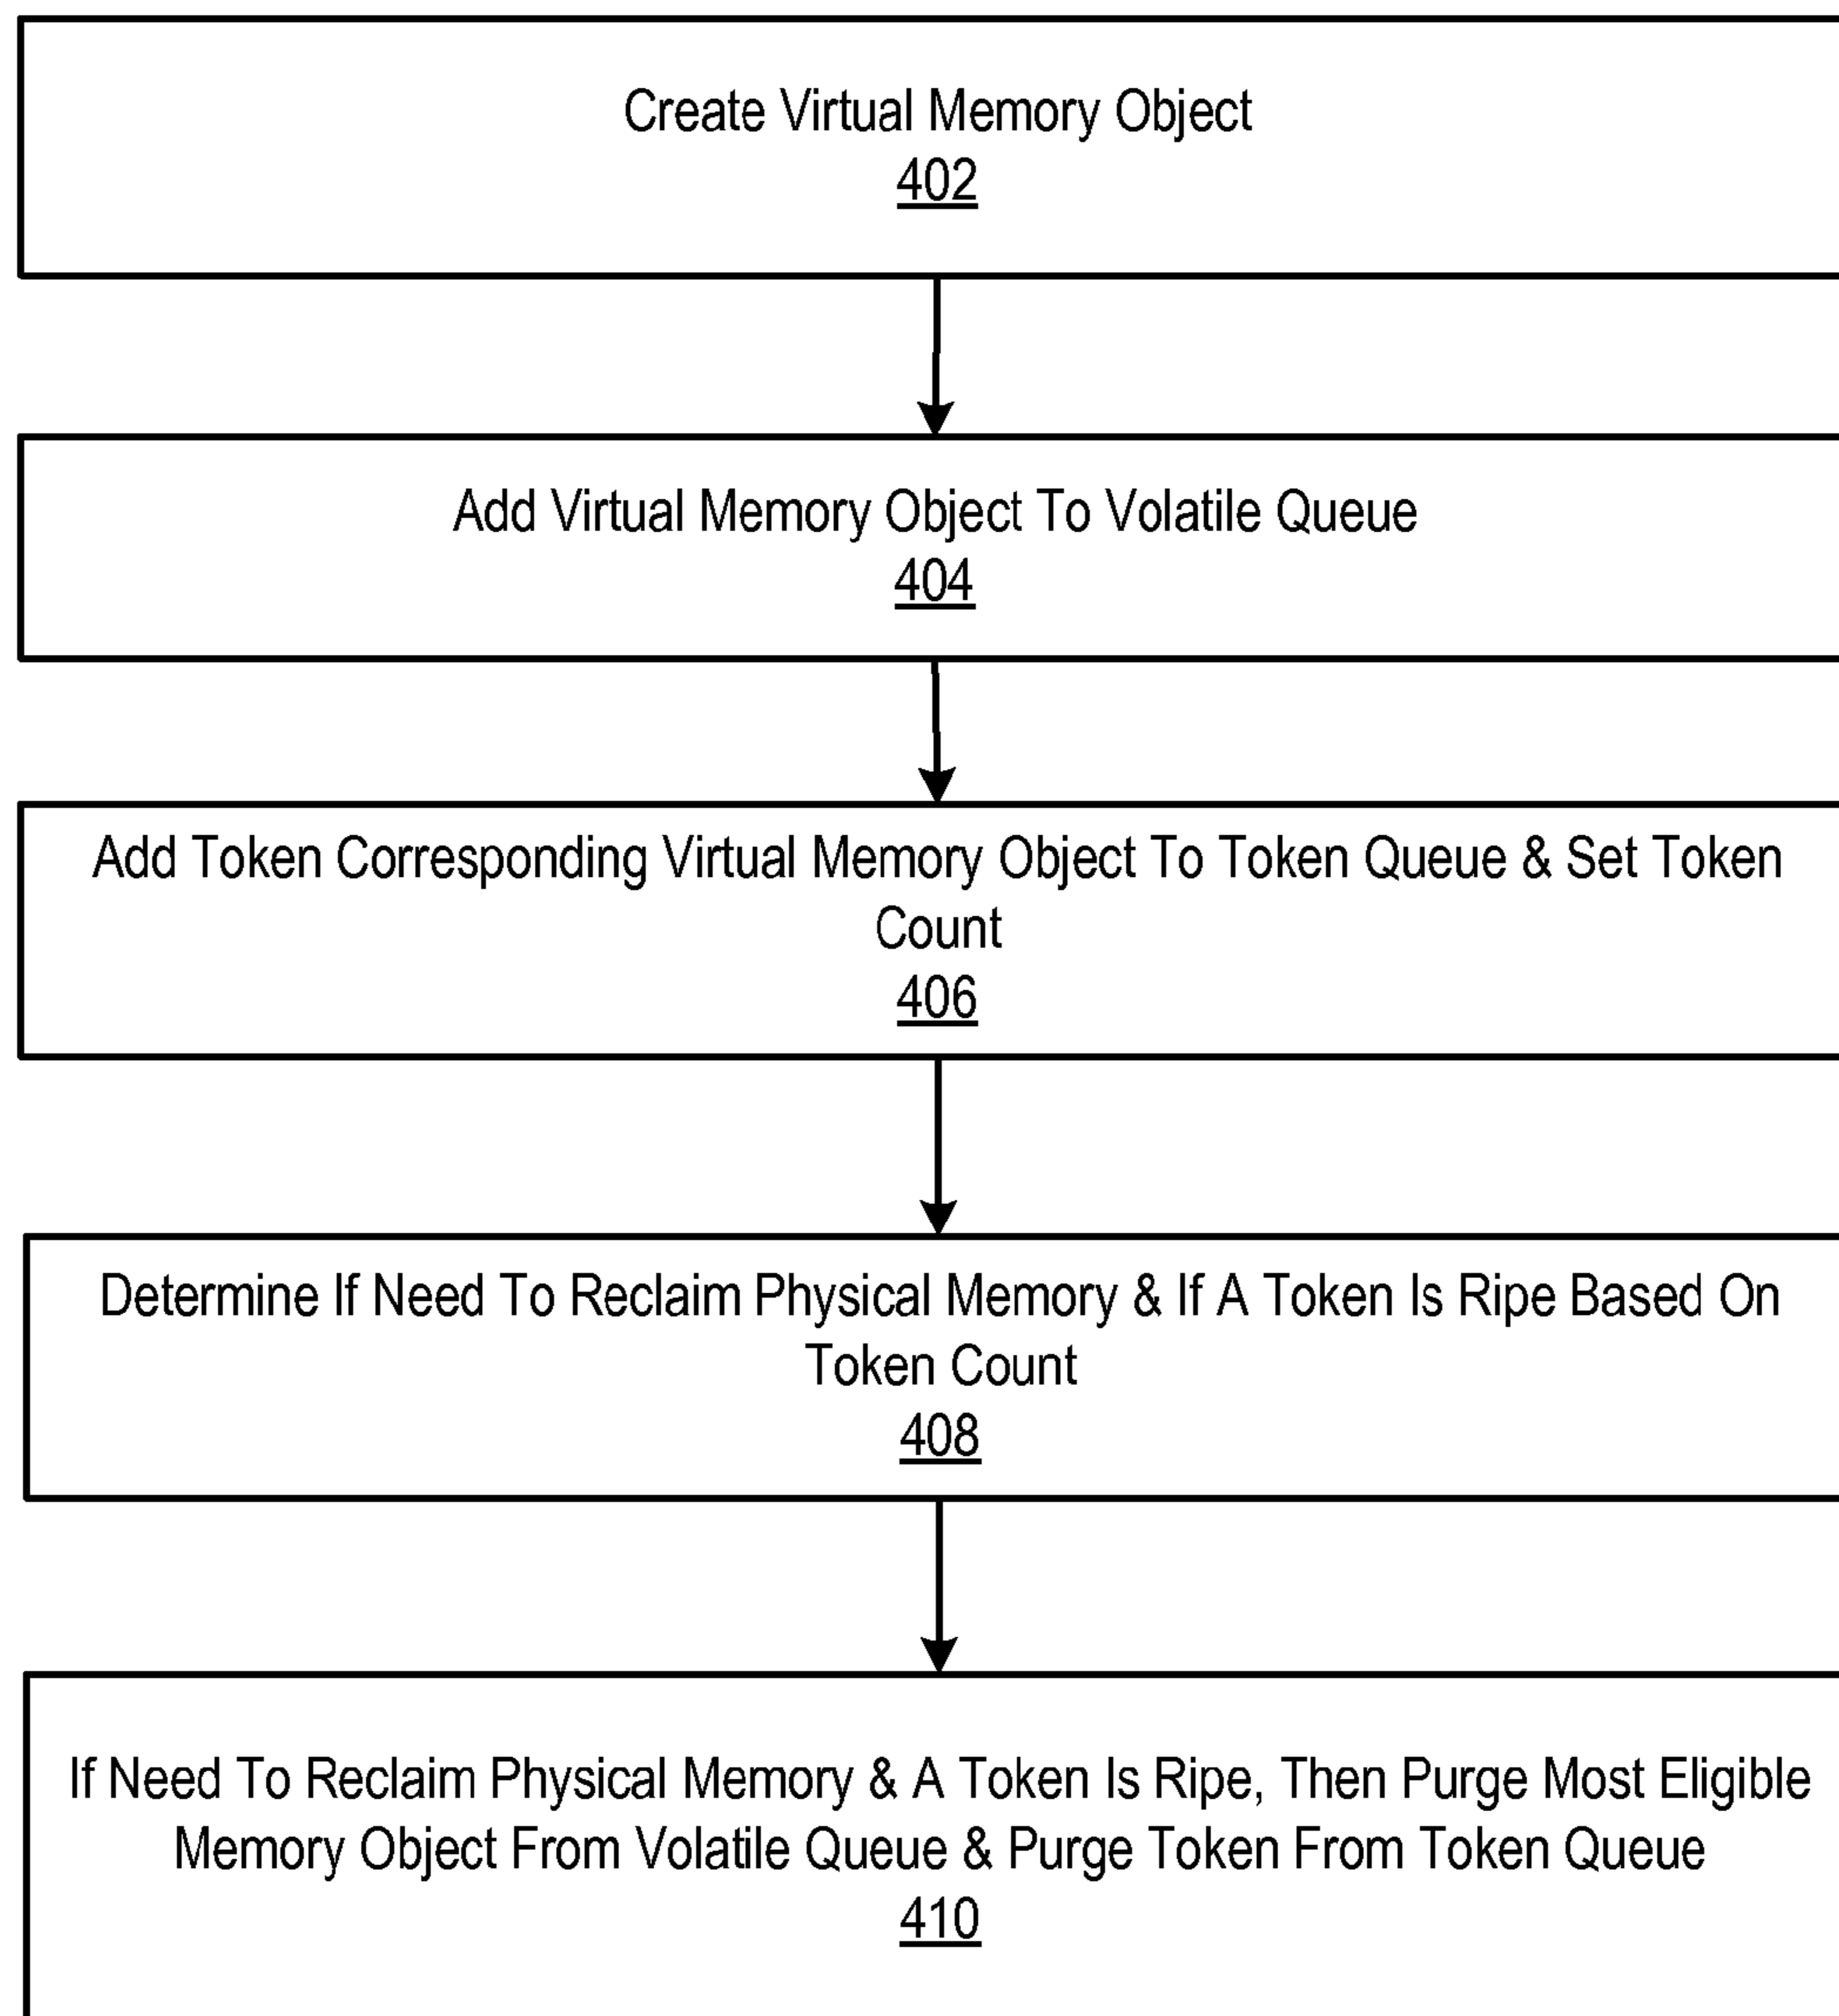 Create Virtual Memory Object
402
Add Virtual Memory Object To Volatile Queue
404
Add Token Corresponding Virtual Memory Object To Token Queue & Set Token
Count
406
Determine If Need To Reclaim Physical Memory & If A Token Is Ripe Based On
Token Count
408
If Need To Reclaim Physical Memory & A Token Is Ripe, Then Purge Most Eligible
Memory Object From Volatile Queue & Purge Token From Token Queue
410